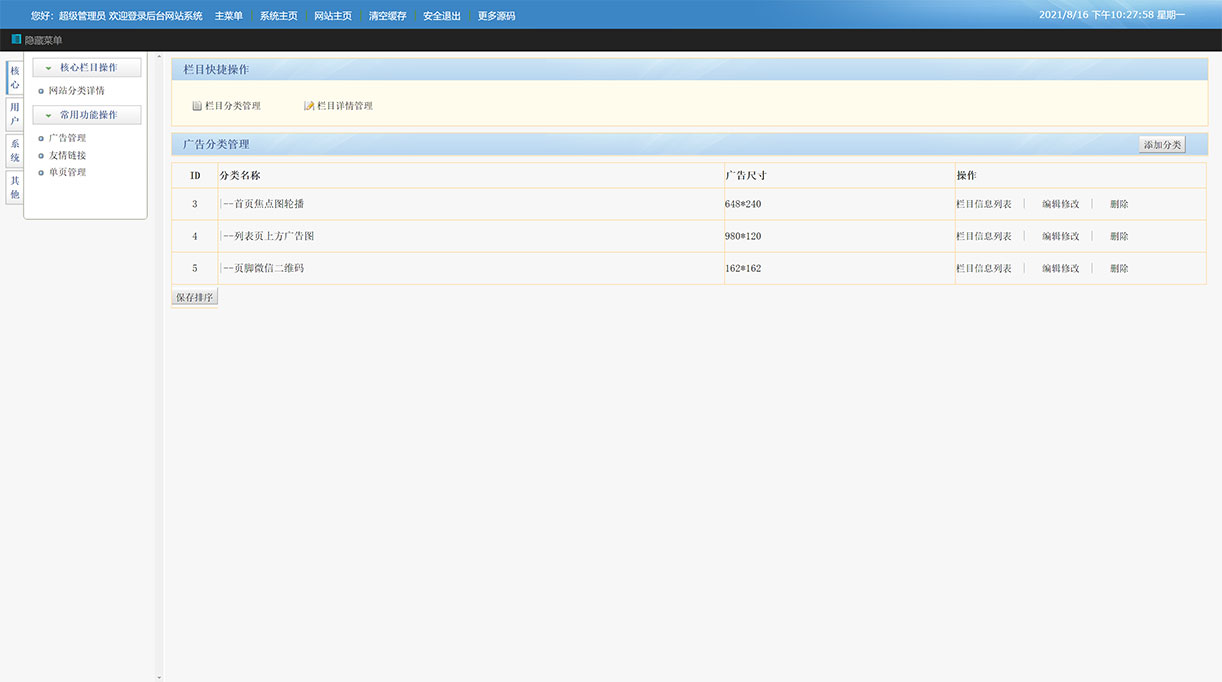 您好：超级管理员 欢迎登录后台网站系统 主菜单 系统主页 网站主页 清空缓存 安全退出 更多源码 2021/8/16 下午10:27:58 星期一
隐藏菜单
核心
用户
系统
其他
核心栏目操作
网站分类详情
常用功能操作
广告管理
友情链接
单页管理
栏目快捷操作
栏目分类管理 栏目详情管理
广告分类管理 添加分类
ID 分类名称 广告尺寸 操作
3 |--首页焦点图轮播 648*240 栏目信息列表 | 编辑修改 | 删除
4 |--列表页上方广告图 980*120 栏目信息列表 | 编辑修改 | 删除
5 |--页脚微信二维码 162*162 栏目信息列表 | 编辑修改 | 删除
保存排序